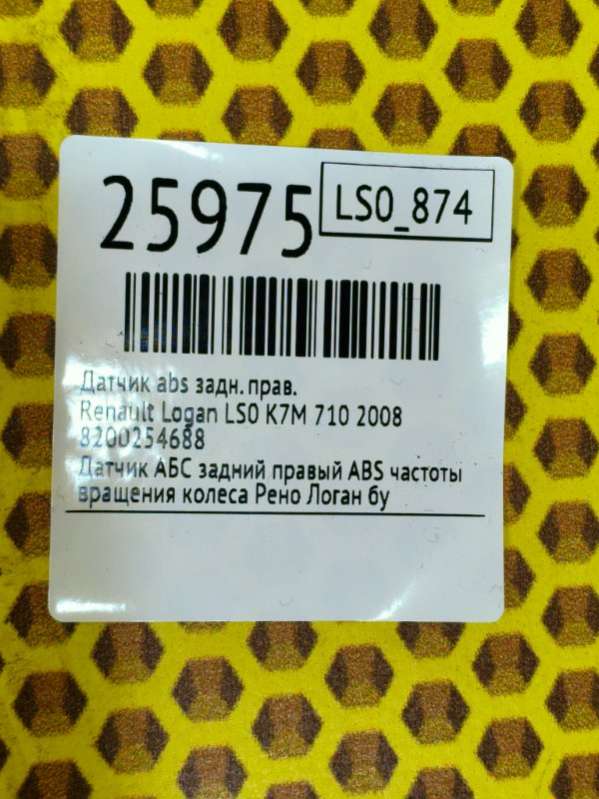 25975
LS0_874
Датчик abs задн. прав.
Renault Logan LS0 K7M 710 2008
8200254688
Датчик АБС задний правый ABS частоты
вращения колеса Рено Логан бу